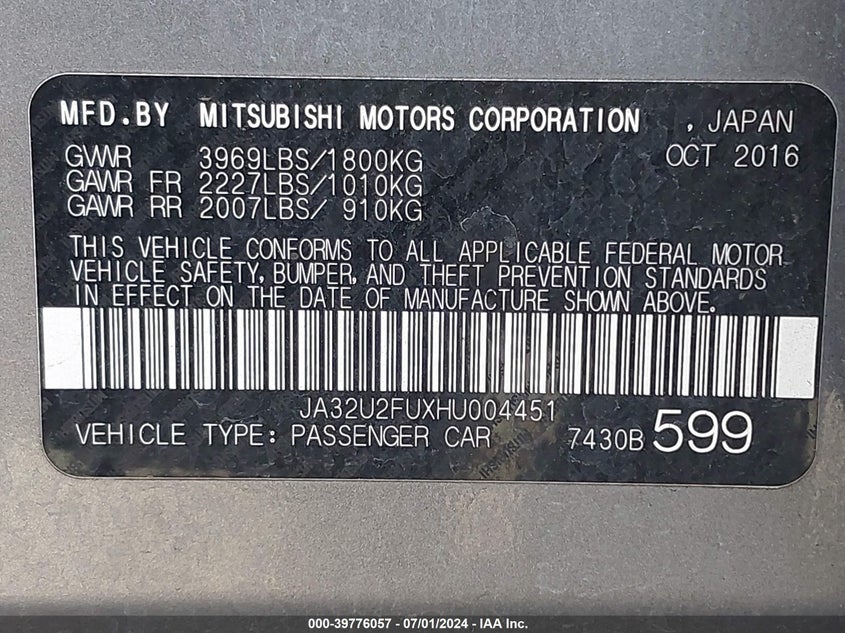 MFD.BY MITSUBISHI MOTORS CORPORATION , JAPAN
GVWR 3969LBS/1800KG OCT 2016
GAWR FR 2227LBS/1010KG
GAWR RR 2007LBS/ 910KG
THIS VEHICLE CONFORMS TO ALL APPLICABLE FEDERAL MOTOR
VEHICLE SAFETY, BUMPER, AND THEFT PREVENTION STANDARDS
IN EFFECT ON THE DATE OF MANUFACTURE SHOWN ABOVE.
JA32U2FUXHU004451
VEHICLE TYPE: PASSENGER CAR 7430B 599
000-39776057 - 07/01/2024 - IAA Inc.